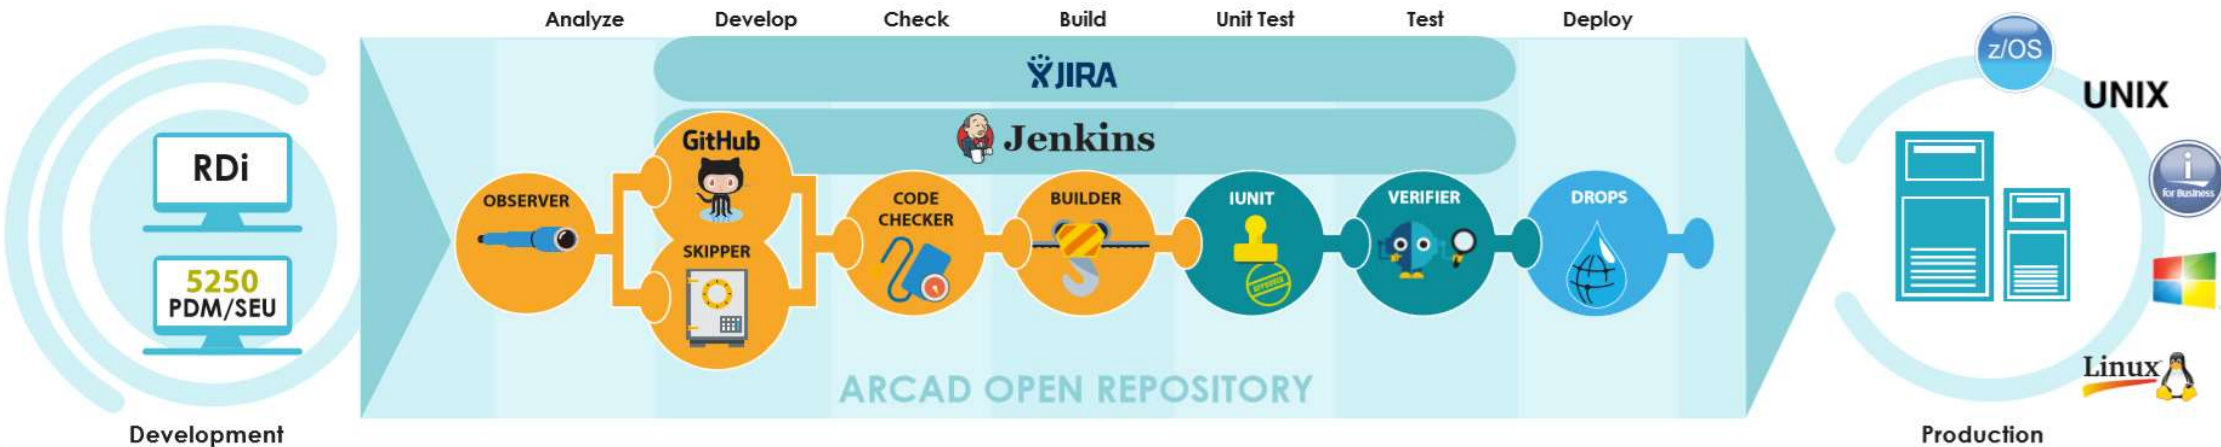 Analyze
Develop
Check
Build
Unit Test
Test
Deploy
RDi
5250
PDM/SEU
Development
JIRA
Jenkins
OBSERVER
GitHub
SKIPPER
CODE
CHECKER
BUILDER
IUNIT
APPROVED
VERIFIER
DROPS
ARCAD OPEN REPOSITORY
z/OS
UNIX
i
for Business
Linux
Production